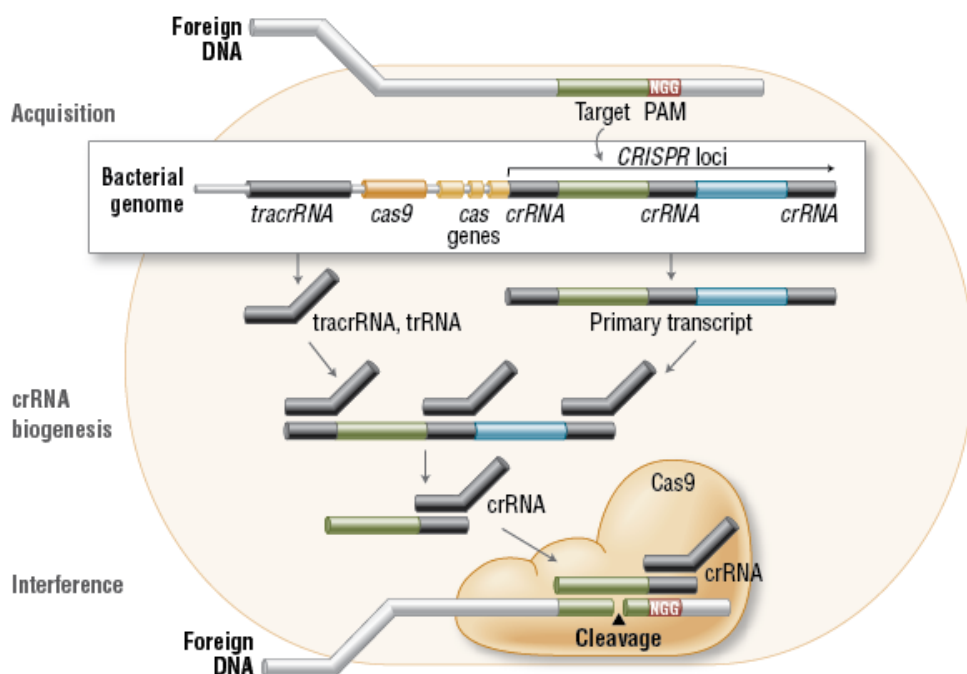 Foreign
DNA
NGG
Acquisition
Target PAM
CRISPR loci
Bacterial
genome
tracrRNA cas9 cas
genes crRNA crRNA crRNA
tracrRNA, trRNA
Primary transcript
crRNA
biogenesis
Cas9
crRNA
crRNA
Interference
NGG
Cleavage
Foreign
DNA